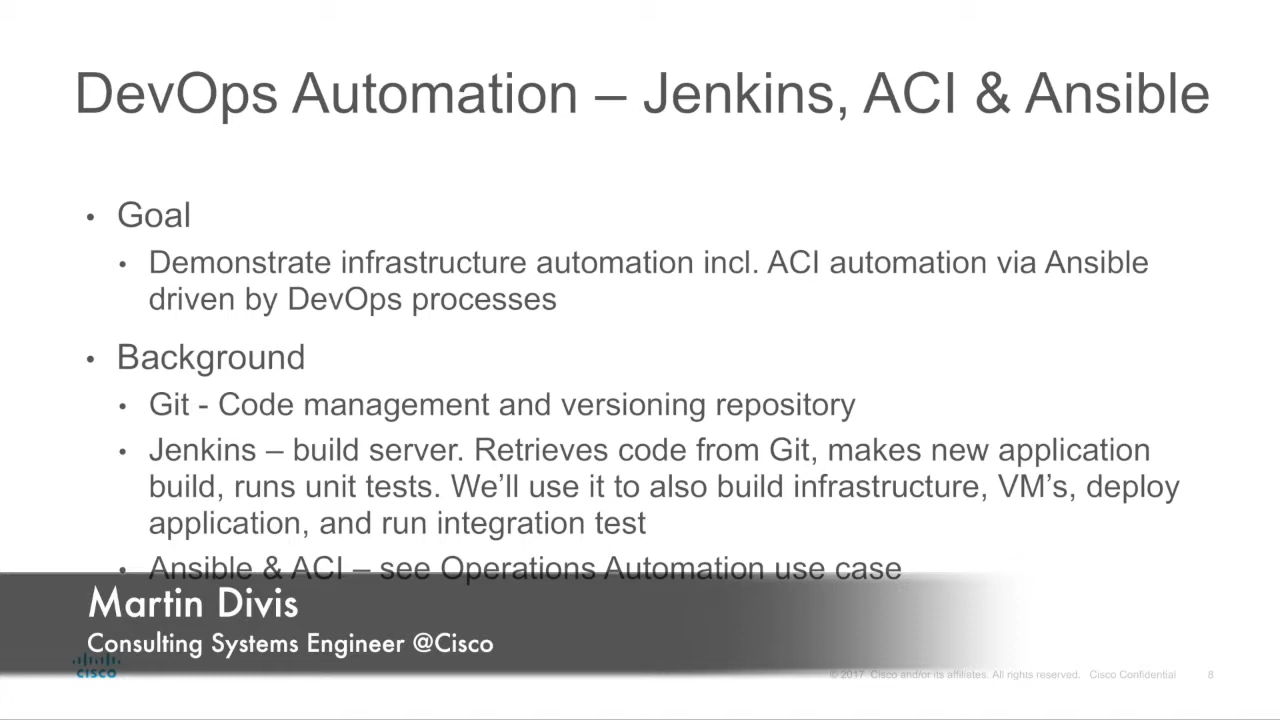 DevOps Automation – Jenkins, ACI & Ansible
• Goal
• Demonstrate infrastructure automation incl. ACI automation via Ansible
driven by DevOps processes
• Background
• Git - Code management and versioning repository
• Jenkins – build server. Retrieves code from Git, makes new application
build, runs unit tests. We’ll use it to also build infrastructure, VM’s, deploy
application, and run integration test
• Ansible & ACI – see Operations Automation use case
Martin Divis
Consulting Systems Engineer @Cisco
CISCO
© 2017 Cisco and/or its affiliates. All rights reserved. Cisco Confidential
8